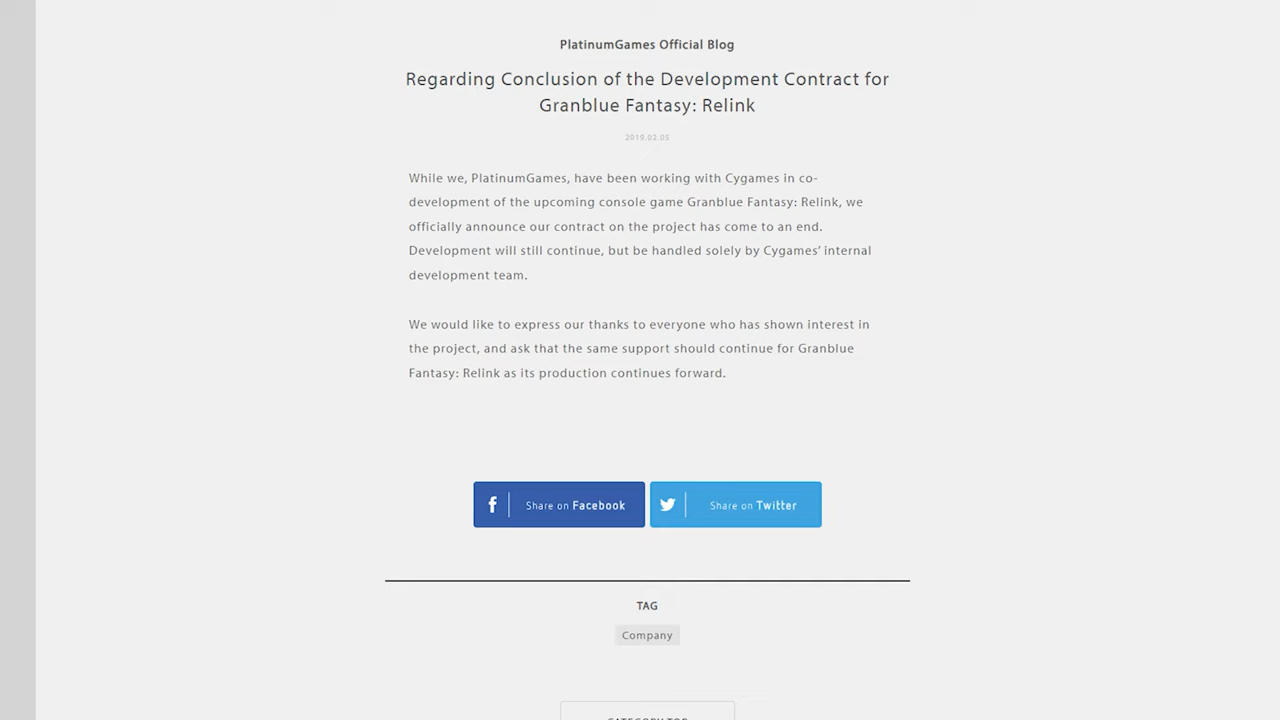 PlatinumGames Official Blog
Regarding Conclusion of the Development Contract for
Granblue Fantasy: Relink
2019.02.05
While we, PlatinumGames, have been working with Cygames in co-
development of the upcoming console game Granblue Fantasy: Relink, we
officially announce our contract on the project has come to an end.
Development will still continue, but be handled solely by Cygames’ internal
development team.
We would like to express our thanks to everyone who has shown interest in
the project, and ask that the same support should continue for Granblue
Fantasy: Relink as its production continues forward.
Share on Facebook
Share on Twitter
TAG
Company
CATEGORY TOP